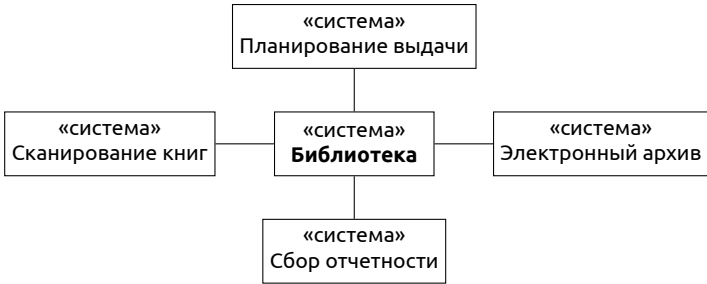 «система»
Планирование выдачи
«система»
Сканирование книг
«система»
Библиотека
«система»
Электронный архив
«система»
Сбор отчетности